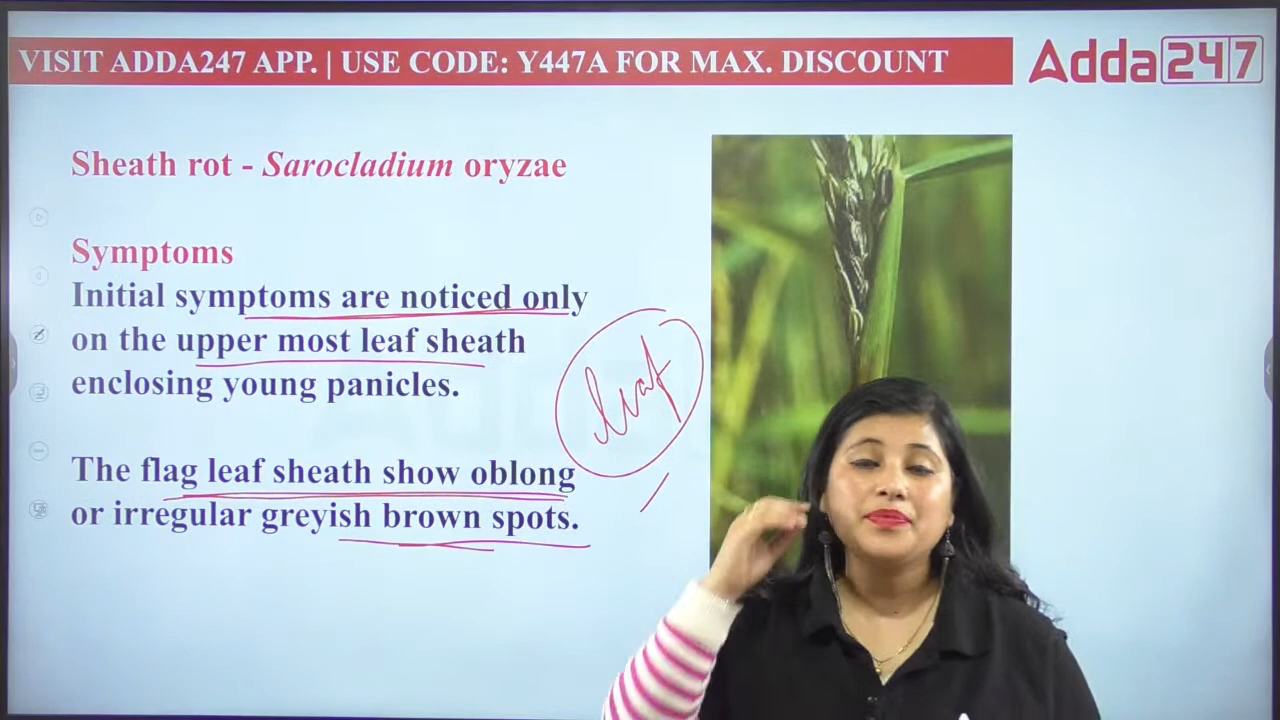 VISIT ADDA247 APP. | USE CODE: Y447A FOR MAX. DISCOUNT
Adda247
Sheath rot - Sarocladium oryzae
Symptoms
Initial symptoms are noticed only
on the upper most leaf sheath
enclosing young panicles.
leaf
The flag leaf sheath show oblong
or irregular greyish brown spots.